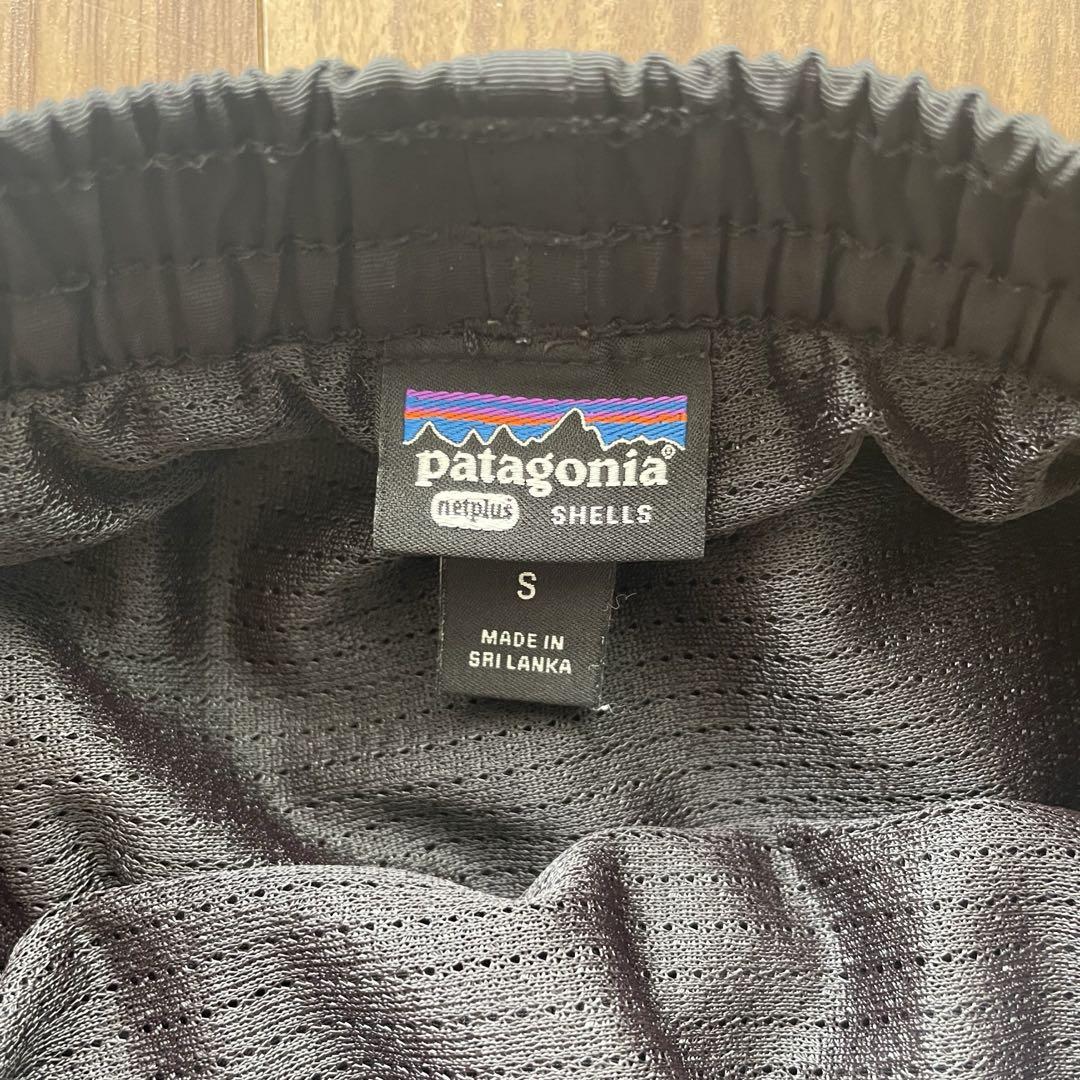 patagonia®
netplus SHELLS
S
MADE IN
SRI LANKA